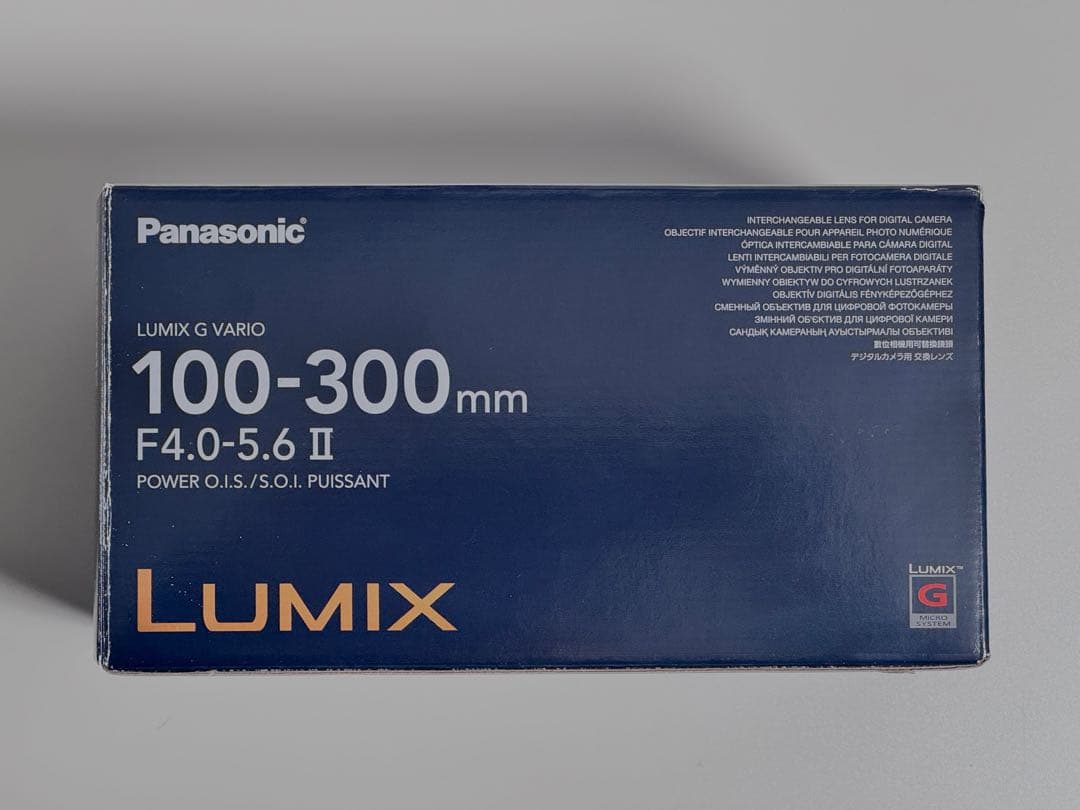 Panasonic®
INTERCHANGEABLE LENS FOR DIGITAL CAMERA
OBJECTIF INTERCHANGEABLE POUR APPAREIL PHOTO NUMÉRIQUE
ÓPTICA INTERCAMBIABLE PARA CÁMARA DIGITAL
LENTI INTERCAMBIABILI PER FOTOCAMERA DIGITALE
VÝMĚNNÝ OBJEKTIV PRO DIGITÁLNÍ FOTOAPARÁTY
WYMIENNY OBIEKTYW DO CYFROWYCH LUSTRZANEK
OBJEKTÍV DIGITÁLIS FÉNYKÉPEZŐGÉPHEZ
СМЕННЫЙ ОБЪЕКТИВ ДЛЯ ЦИФРОВОЙ ФОТОКАМЕРЫ
ЗМІННИЙ ОБ'ЄКТИВ ДЛЯ ЦИФРОВОЇ КАМЕРИ
САНДЫҚ КАМЕРАНЫҢ АУЫСТЫРМАЛЫ ОБЪЕКТИВІ
數位相機用可替換鏡頭
デジタルカメラ用 交換レンズ
LUMIX G VARIO
100-300mm
F4.0-5.6 II
POWER O.I.S./S.O.I. PUISSANT
LUMIX
LUMIX™
G
MICRO
SYSTEM